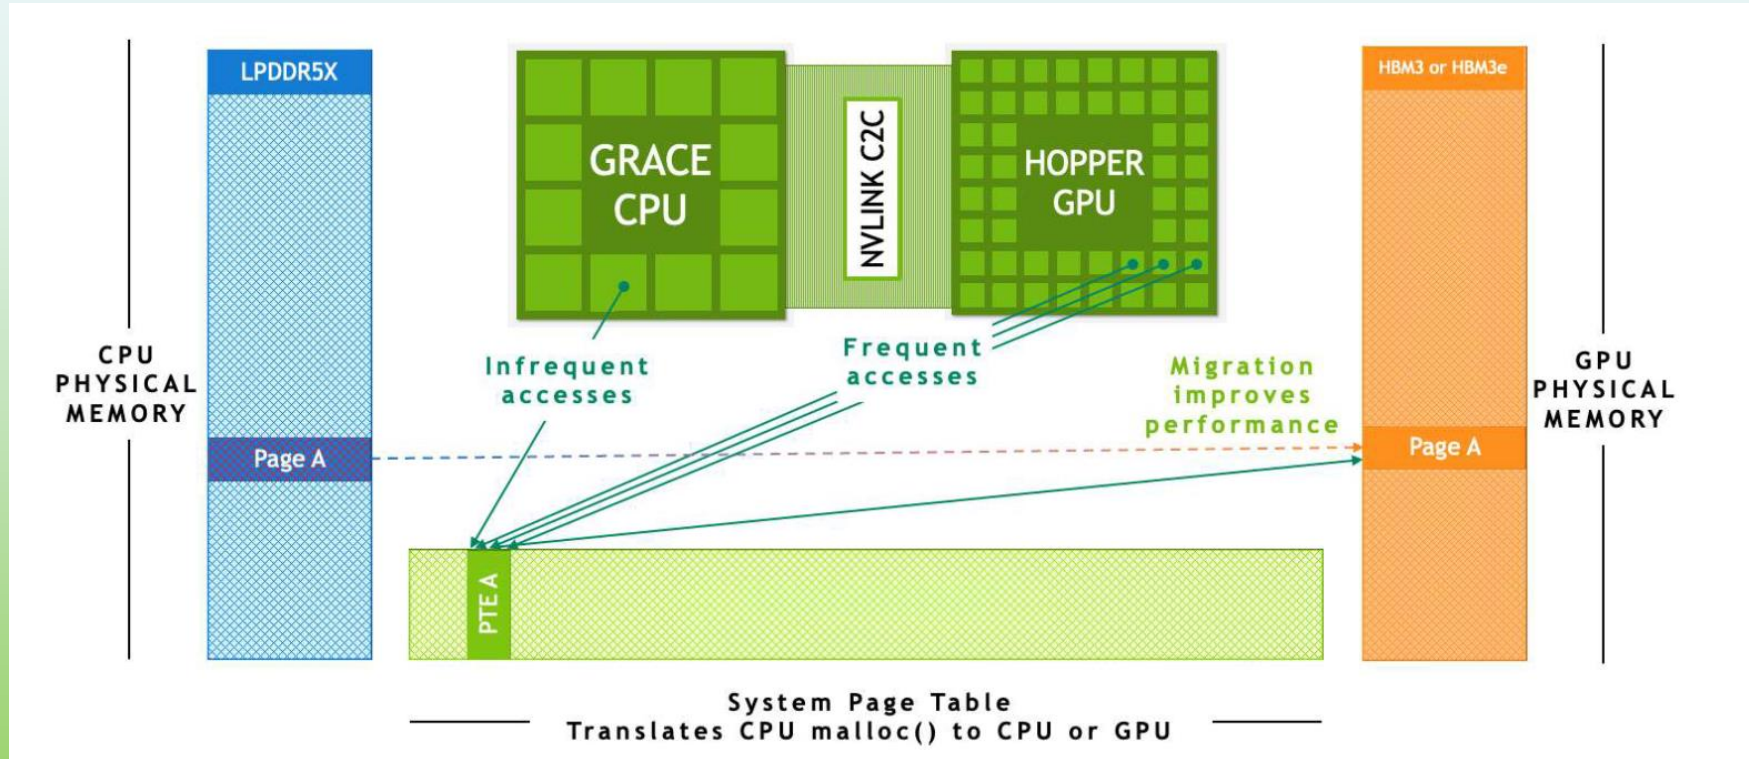 LPDDR5X
GRACE
CPU
NVLINK C2C
HOPPER
GPU
HBM3 or HBM3e
CPU
PHYSICAL
MEMORY
Infrequent
accesses
Frequent
accesses
Migration
improves
performance
GPU
PHYSICAL
MEMORY
Page A
Page A
PTE A
System Page Table
Translates CPU malloc() to CPU or GPU